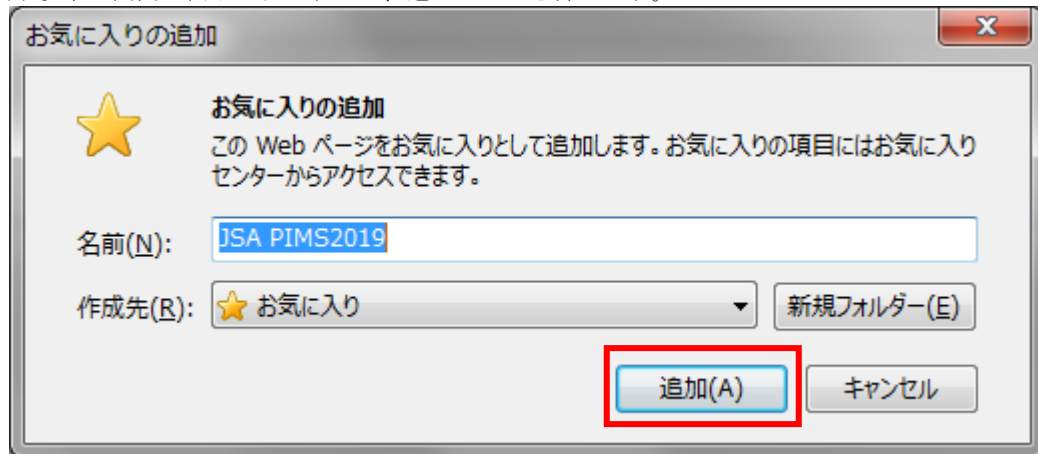 お気に入りの追加
お気に入りの追加
この Web ページをお気に入りとして追加します。お気に入りの項目にはお気に入り
センターからアクセスできます。
名前(N): JSA PIMS2019
作成先(R): お気に入り 新規フォルダー(E)
追加(A) キャンセル